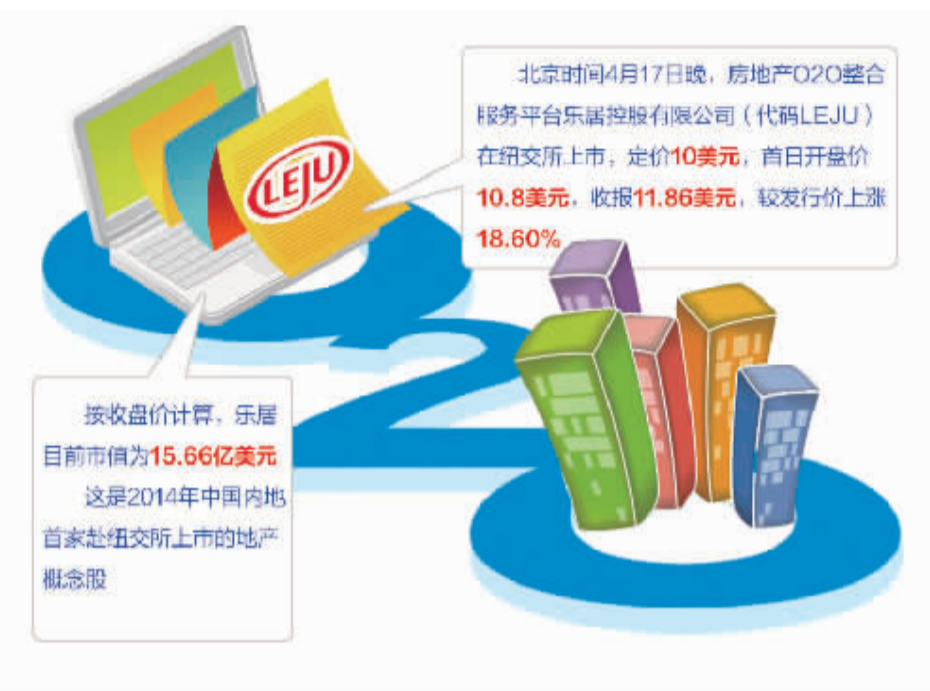 LEJU
北京时间4月17日晚，房地产O2O整合
服务平台乐居控股有限公司（代码LEJU）
在纽交所上市，定价10美元，首日开盘价
10.8美元，收报11.86美元，较发行价上涨
18.60%
2
按收盘价计算，乐居
目前市值为15.66亿美元
这是2014年中国内地
首家赴纽交所上市的地产
概念股